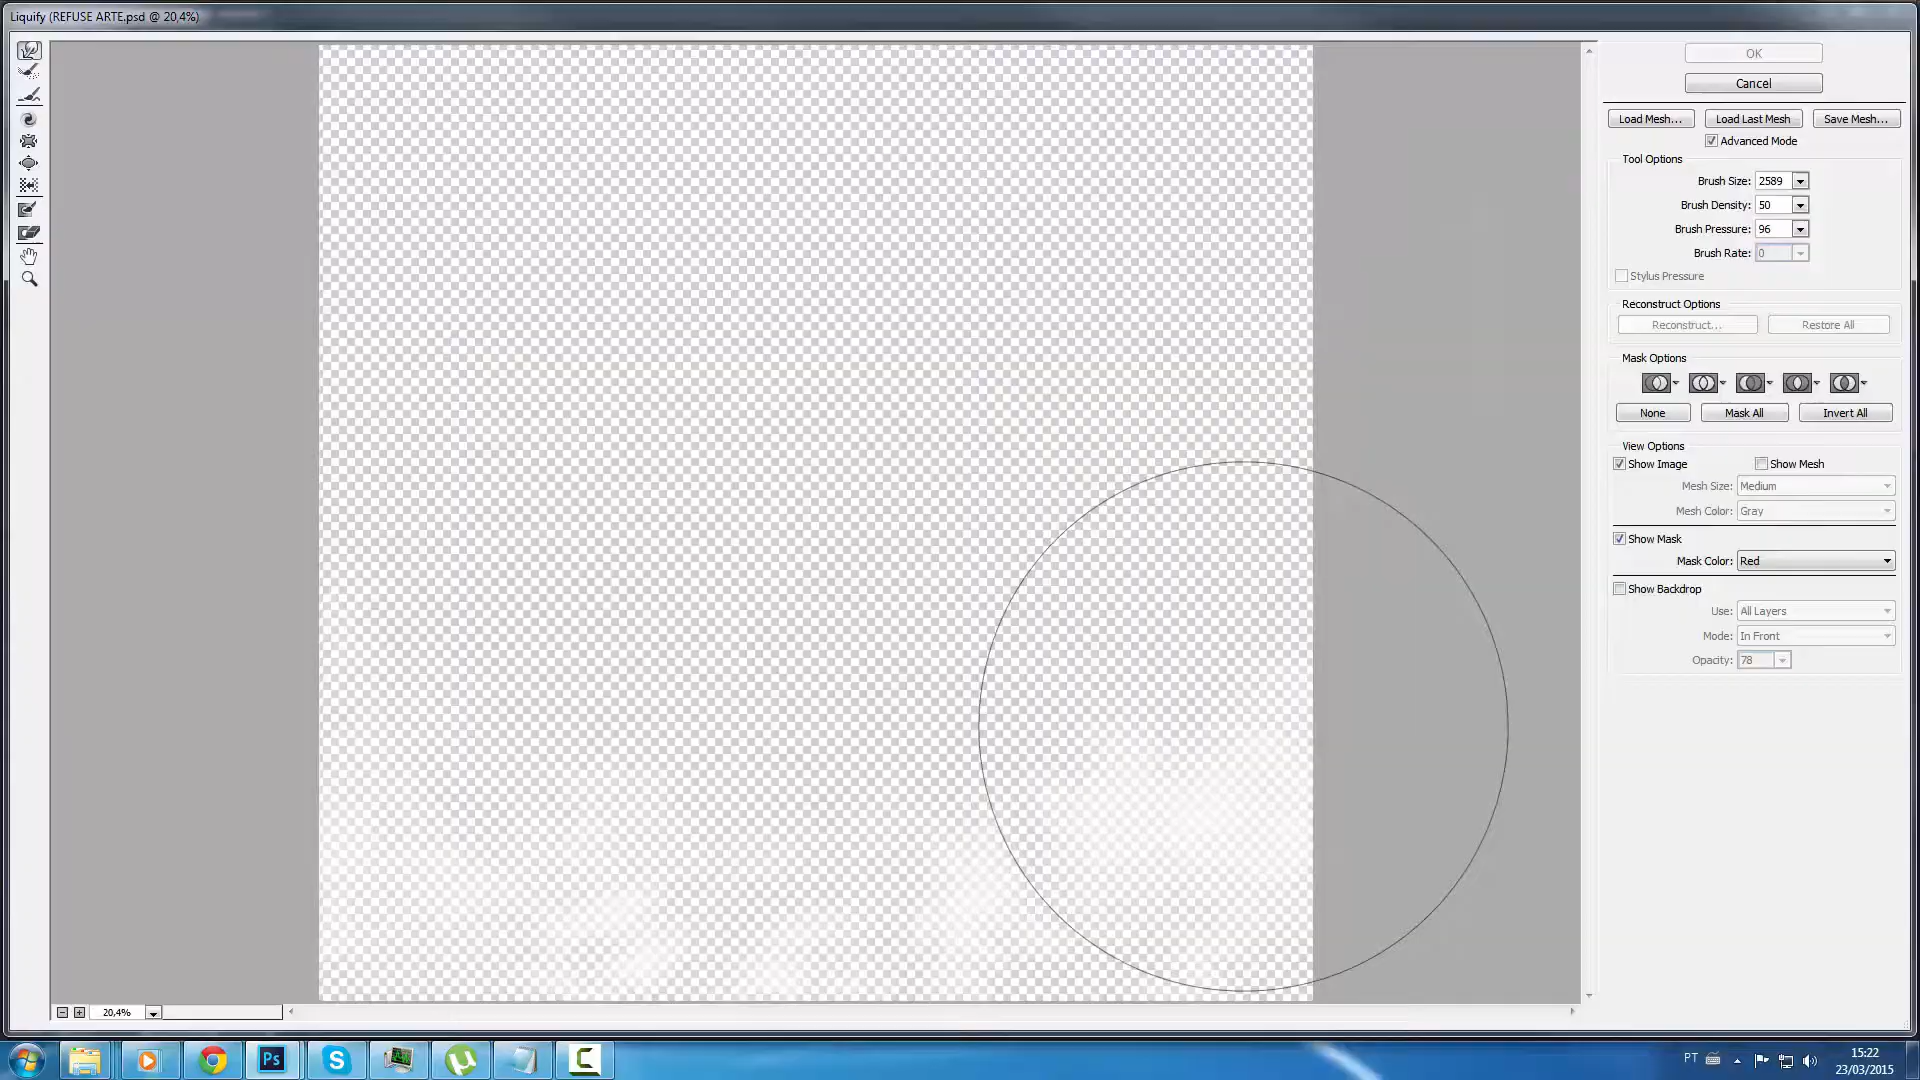 Liquify (REFUSE ARTE.psd @ 20,4%)
OK
Cancel
Load Mesh... Load Last Mesh Save Mesh...
Advanced Mode
Tool Options
Brush Size: 2589
Brush Density: 50
Brush Pressure: 96
Brush Rate: 0
Stylus Pressure
Reconstruct Options
Reconstruct... Restore All
Mask Options
None Mask All Invert All
View Options
Show Image Show Mesh
Mesh Size: Medium
Mesh Color: Gray
Show Mask
Mask Color: Red
Show Backdrop
Use: All Layers
Mode: In Front
Opacity: 78
20,4%
Ps
S
µ
C
PT
15:22
23/03/2015